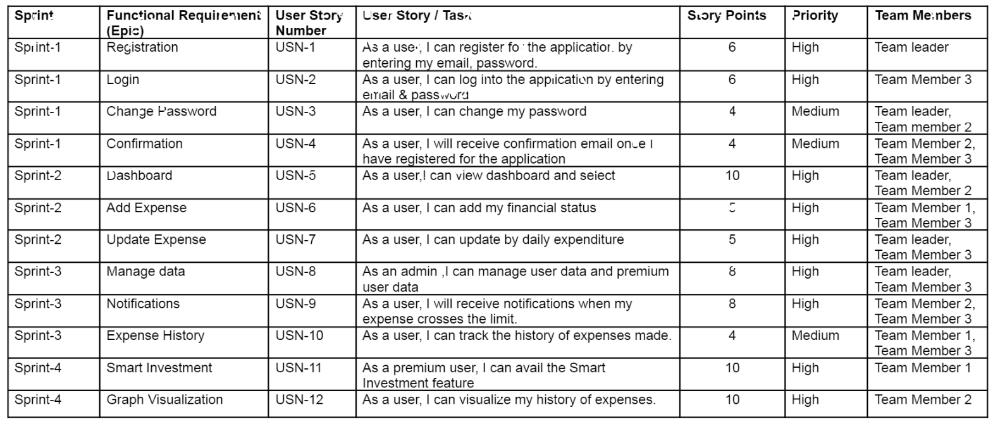 Sprint Functional Requirement (Epic) User Story Number User Story / Task Story Points Priority Team Members
Sprint-1 Registration USN-1 As a user, I can register for the application by entering my email, password. 6 High Team leader
Sprint-1 Login USN-2 As a user, I can log into the application by entering email & password 6 High Team Member 3
Sprint-1 Change Password USN-3 As a user, I can change my password 4 Medium Team leader, Team member 2
Sprint-1 Confirmation USN-4 As a user, I will receive confirmation email once I have registered for the application 4 Medium Team Member 2, Team Member 3
Sprint-2 Dashboard USN-5 As a user,I can view dashboard and select 10 High Team leader, Team Member 2
Sprint-2 Add Expense USN-6 As a user, I can add my financial status 5 High Team Member 1, Team Member 3
Sprint-2 Update Expense USN-7 As a user, I can update by daily expenditure 5 High Team leader, Team Member 3
Sprint-3 Manage data USN-8 As an admin ,I can manage user data and premium user data 8 High Team leader, Team Member 3
Sprint-3 Notifications USN-9 As a user, I will receive notifications when my expense crosses the limit. 8 High Team Member 2, Team Member 3
Sprint-3 Expense History USN-10 As a user, I can track the history of expenses made. 4 Medium Team Member 1, Team Member 3
Sprint-4 Smart Investment USN-11 As a premium user, I can avail the Smart Investment feature 10 High Team Member 1
Sprint-4 Graph Visualization USN-12 As a user, I can visualize my history of expenses. 10 High Team Member 2